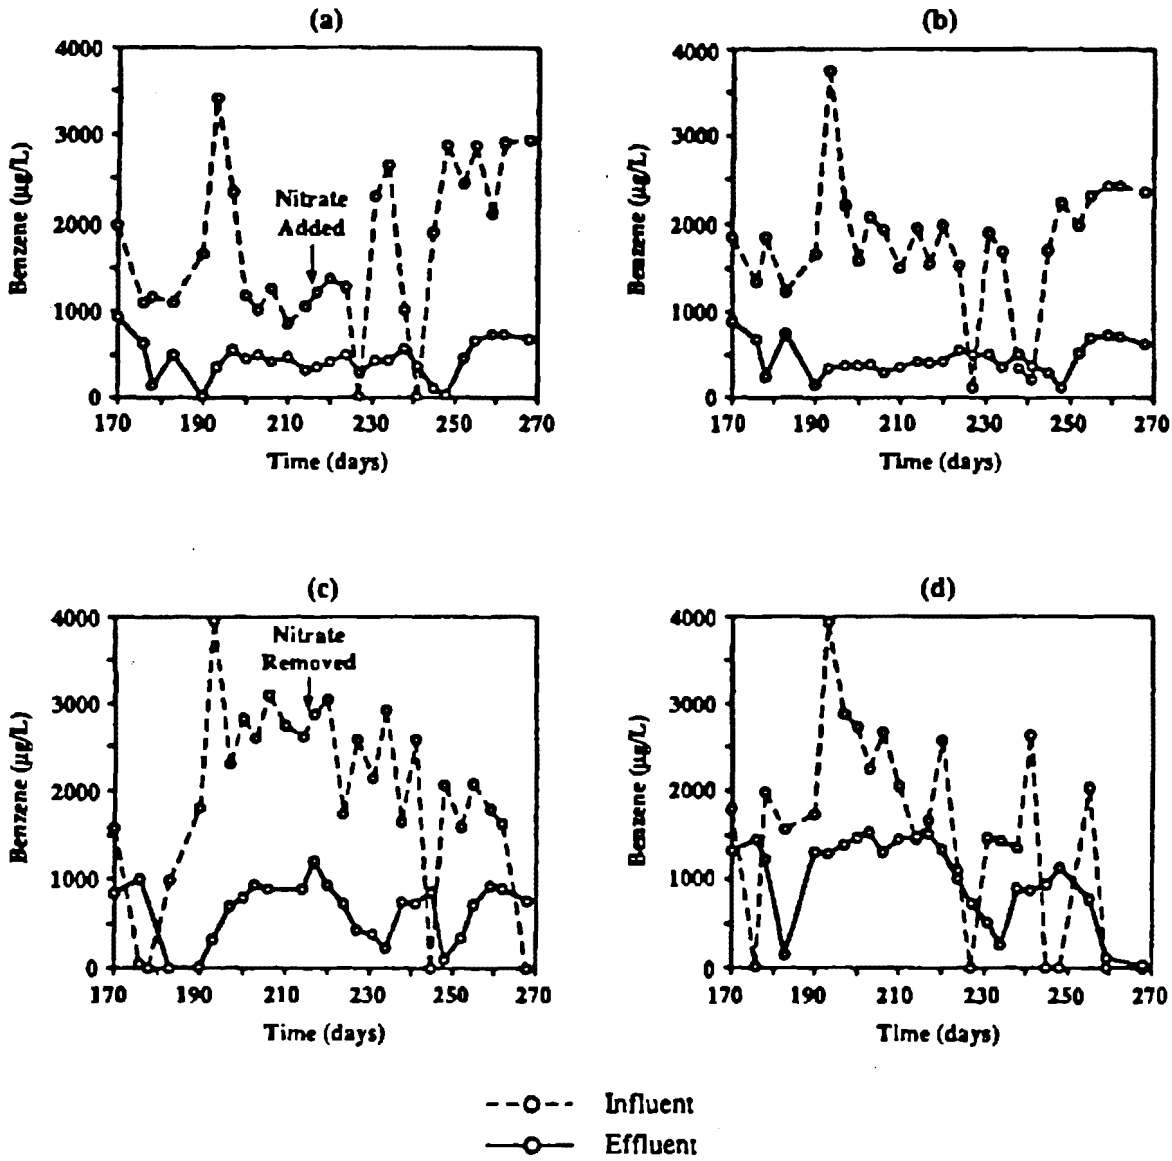 (a)
4000
3000
2000
1000
0
Benzene (µg/L)
Nitrate
Added
170 190 210 230 250 270
Time (days)
(b)
4000
3000
2000
1000
0
Benzene (µg/L)
170 190 210 230 250 270
Time (days)
(c)
4000
3000
2000
1000
0
Benzene (µg/L)
Nitrate
Removed
170 190 210 230 250 270
Time (days)
(d)
4000
3000
2000
1000
0
Benzene (µg/L)
170 190 210 230 250 270
Time (days)
Influent
Effluent